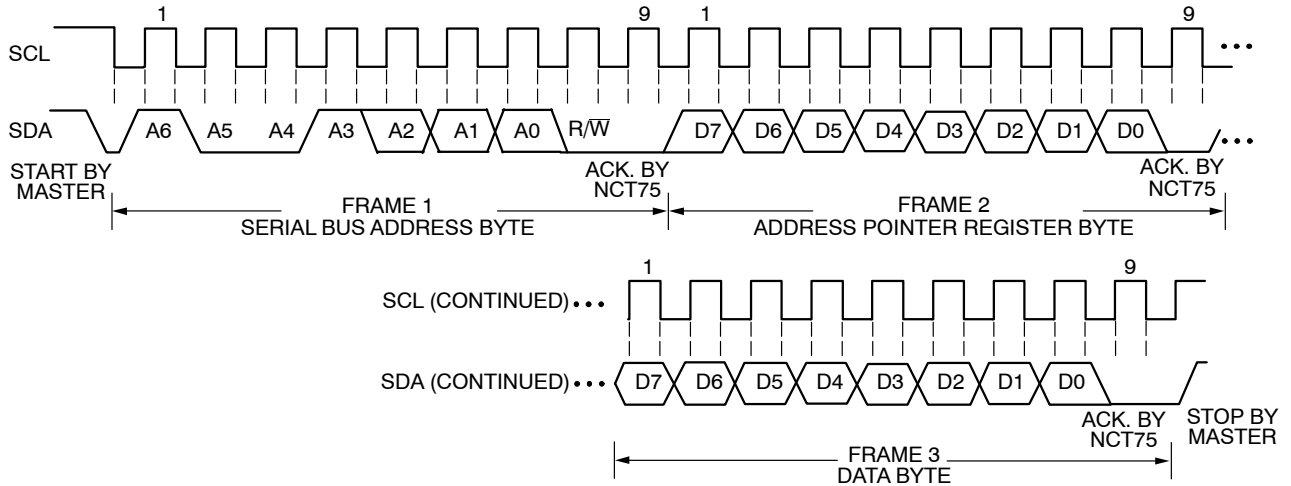 1 9 1 9
SCL
SDA A6 A5 A4 A3 A2 A1 A0 R/W̅ D7 D6 D5 D4 D3 D2 D1 D0
START BY
MASTER
ACK. BY
NCT75
ACK. BY
NCT75
FRAME 1
SERIAL BUS ADDRESS BYTE
FRAME 2
ADDRESS POINTER REGISTER BYTE
1 9
SCL (CONTINUED)
SDA (CONTINUED) D7 D6 D5 D4 D3 D2 D1 D0
ACK. BY
NCT75
STOP BY
MASTER
FRAME 3
DATA BYTE